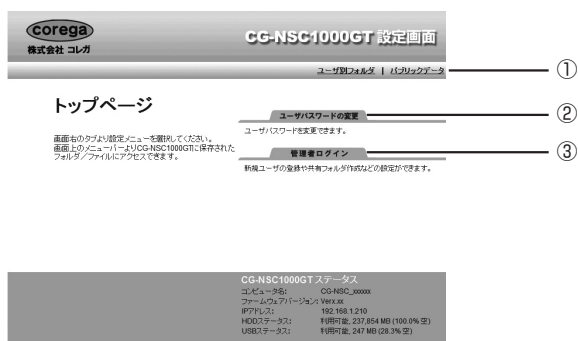 corega
株式会社 コレガ
CG-NSC1000GT 設定画面
ユーザ別フォルダ | パブリックデータ
①
トップページ
画面右のタブより設定メニューを選択してください。
画面上のメニューバーよりCG-NSC1000GTに保存された
フォルダ/ファイルにアクセスできます。
ユーザパスワードの変更
②
ユーザパスワードを変更できます。
管理者ログイン
③
新規ユーザの登録や共有フォルダ作成などの設定ができます。
CG-NSC1000GTステータス
コンピュータ名: CG-NSC_xxxxxx
ファームウェアバージョン: Verx.xx
IPアドレス: 192.168.1.210
HDDステータス: 利用可能, 237,854 MB (100.0% 空)
USBステータス: 利用可能, 247 MB (28.3% 空)